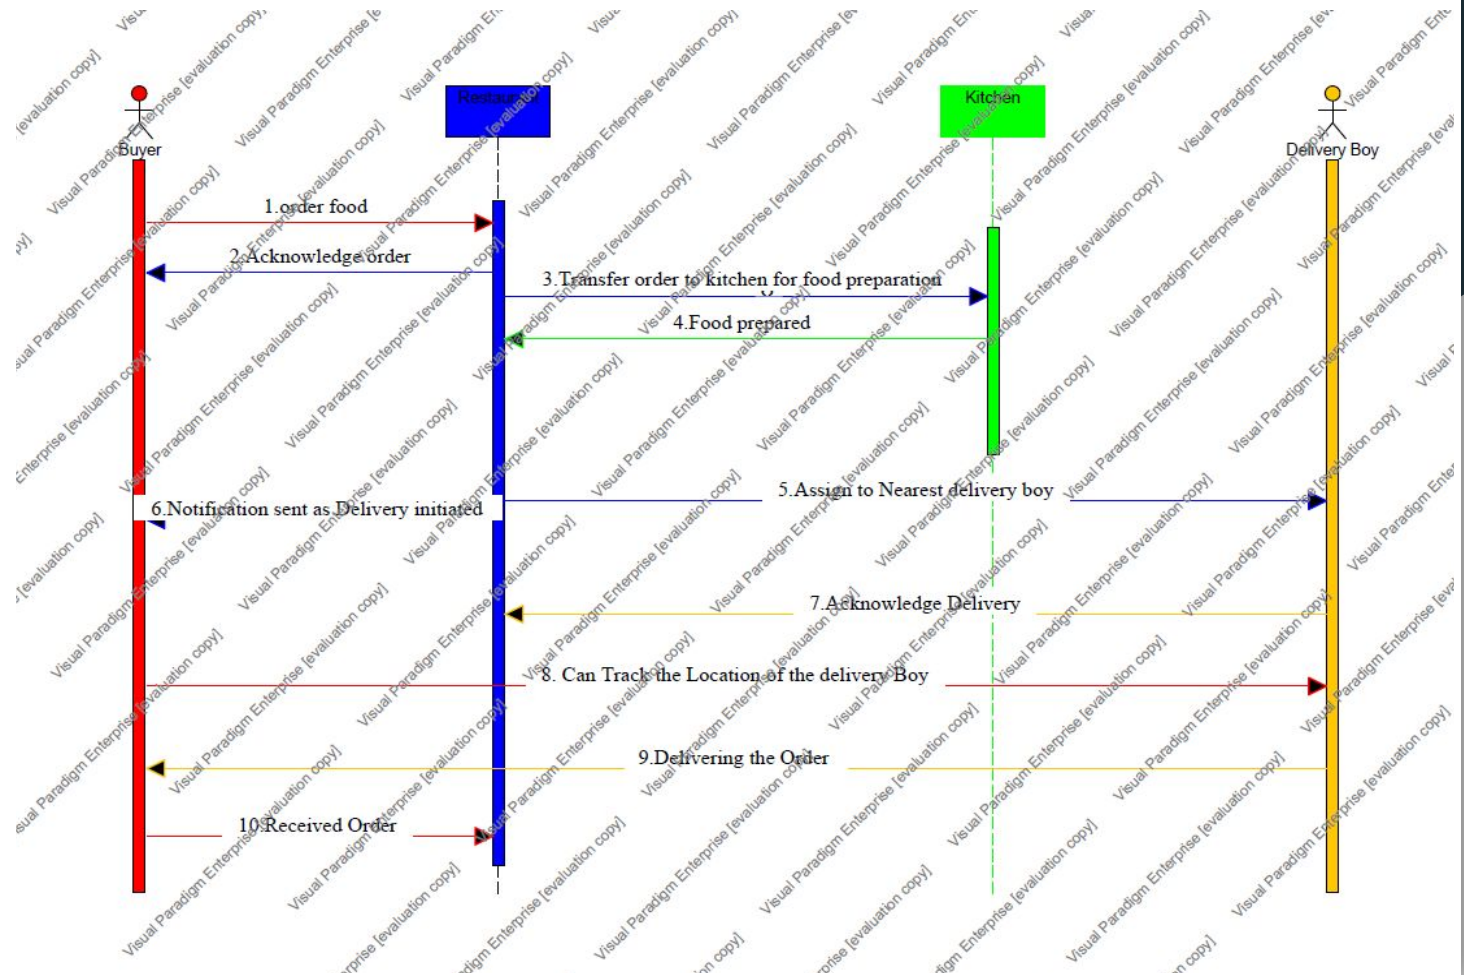 Buyer
Restaurant
Kitchen
Delivery Boy
1.order food
2.Acknowledge order
3.Transfer order to kitchen for food preparation
4.Food prepared
5.Assign to Nearest delivery boy
6.Notification sent as Delivery initiated
7.Acknowledge Delivery
8. Can Track the Location of the delivery Boy
9.Delivering the Order
10.Received Order
Visual Paradigm Enterprise [evaluation copy]